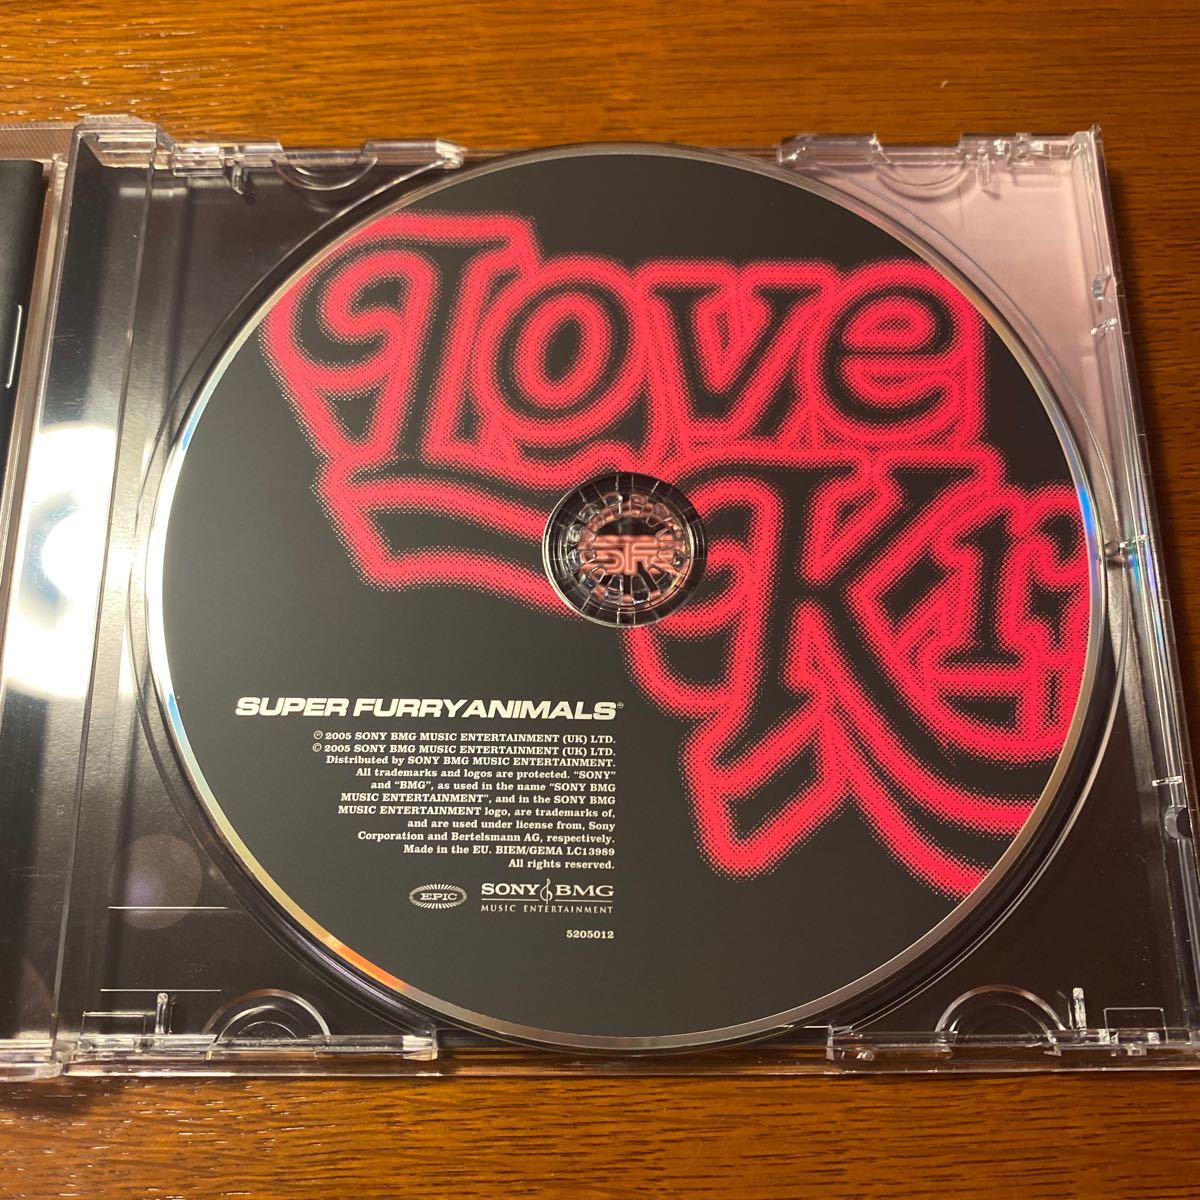 Love
Kr
SUPER FURRY ANIMALS
℗ 2005 SONY BMG MUSIC ENTERTAINMENT (UK) LTD.
© 2005 SONY BMG MUSIC ENTERTAINMENT (UK) LTD.
Distributed by SONY BMG MUSIC ENTERTAINMENT.
All trademarks and logos are protected. "SONY"
and "BMG", as used in the name "SONY BMG
MUSIC ENTERTAINMENT", and in the SONY BMG
MUSIC ENTERTAINMENT logo, are trademarks of,
and are used under license from, Sony
Corporation and Bertelsmann AG, respectively.
Made in the EU. BIEM/GEMA LC13989
All rights reserved.
EPIC
SONY BMG
MUSIC ENTERTAINMENT
5205012